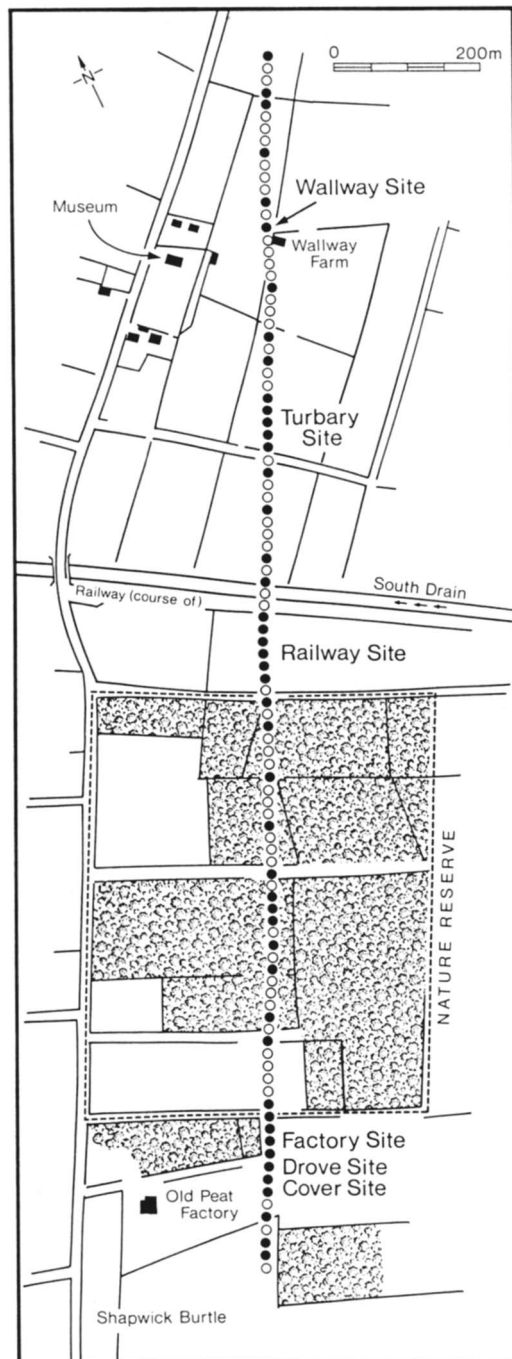 0
200m
N
Wallway Site
Museum
Wallway
Farm
Turbary
Site
South Drain
Railway (course of)
Railway Site
NATURE RESERVE
Factory Site
Drove Site
Cover Site
Old Peat
Factory
Shapwick Burtle